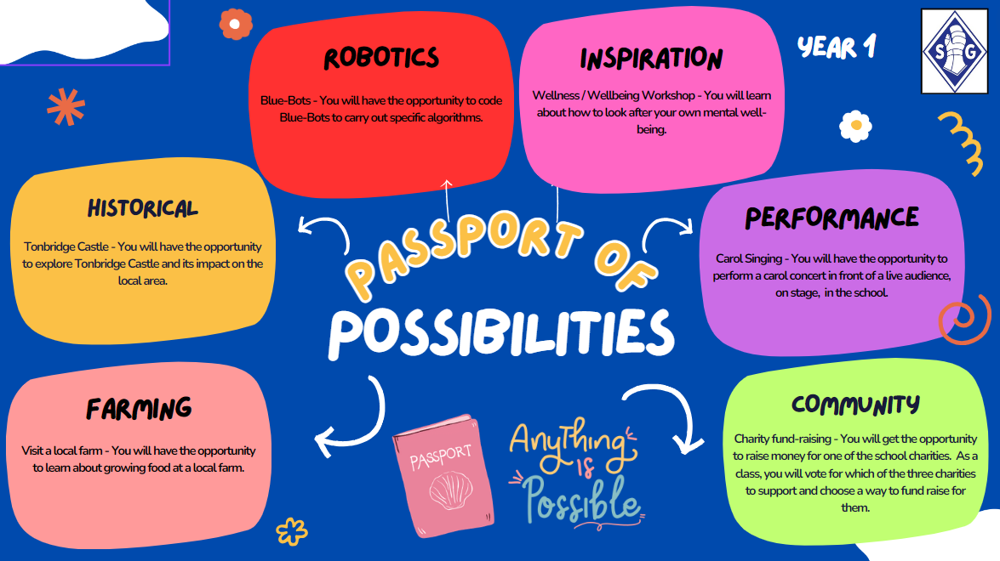 ROBOTICS
Blue-Bots - You will have the opportunity to code
Blue-Bots to carry out specific algorithms.
INSPIRATION
Wellness / Wellbeing Workshop - You will learn
about how to look after your own mental well-
being.
YEAR 1
S G
HISTORICAL
Tonbridge Castle - You will have the opportunity
to explore Tonbridge Castle and its impact on the
local area.
PASSPORT OF
POSSIBILITIES
PERFORMANCE
Carol Singing - You will have the opportunity to
perform a carol concert in front of a live audience,
on stage,  in the school.
FARMING
Visit a local farm - You will have the opportunity
to learn about growing food at a local farm.
PASSPORT
Anything
is
Possible
COMMUNITY
Charity fund-raising - You will get the opportunity
to raise money for one of the school charities.  As a
class, you will vote for which of the three charities
to support and choose a way to fund raise for
them.